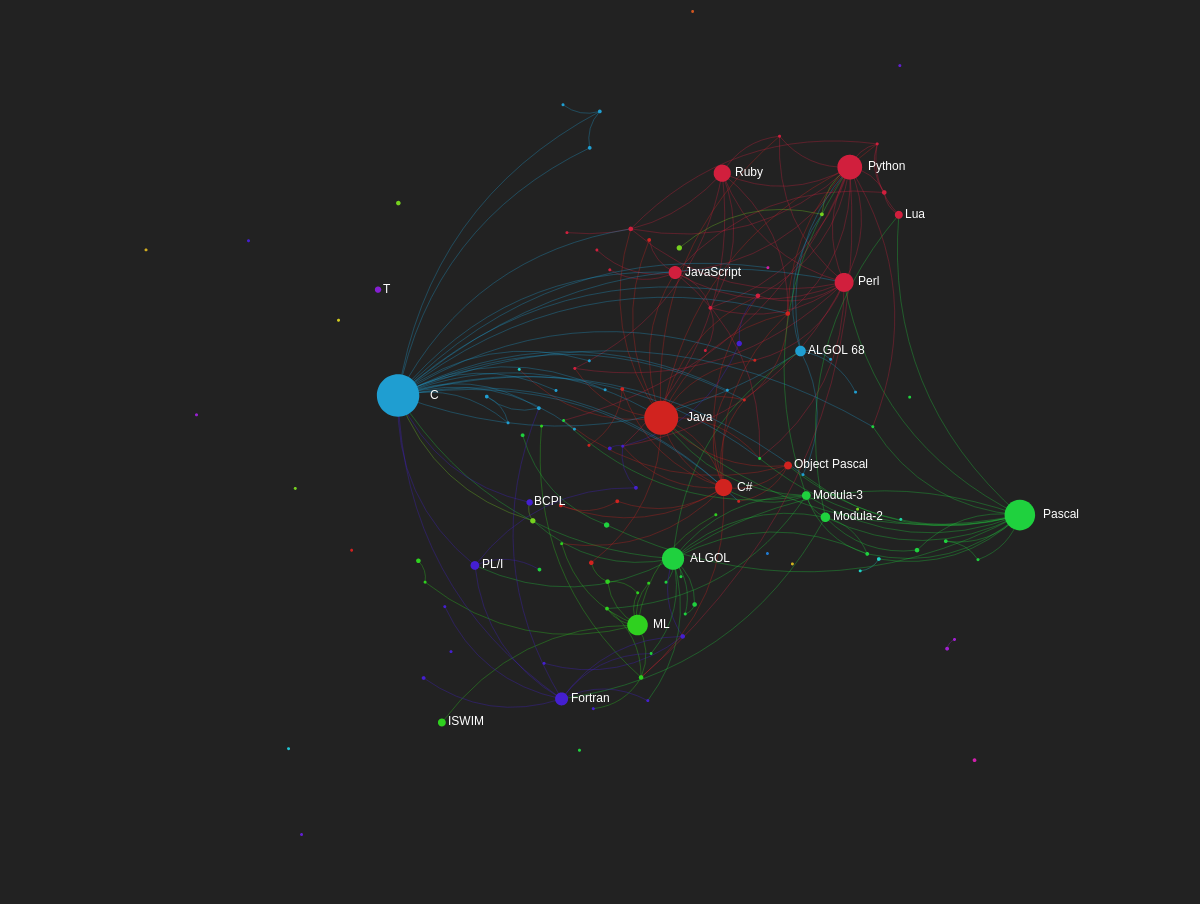 Python
Ruby
Lua
JavaScript
Perl
T
ALGOL 68
C
Java
Object Pascal
C#
Modula-3
BCPL
Pascal
Modula-2
ALGOL
PL/I
ML
Fortran
ISWIM